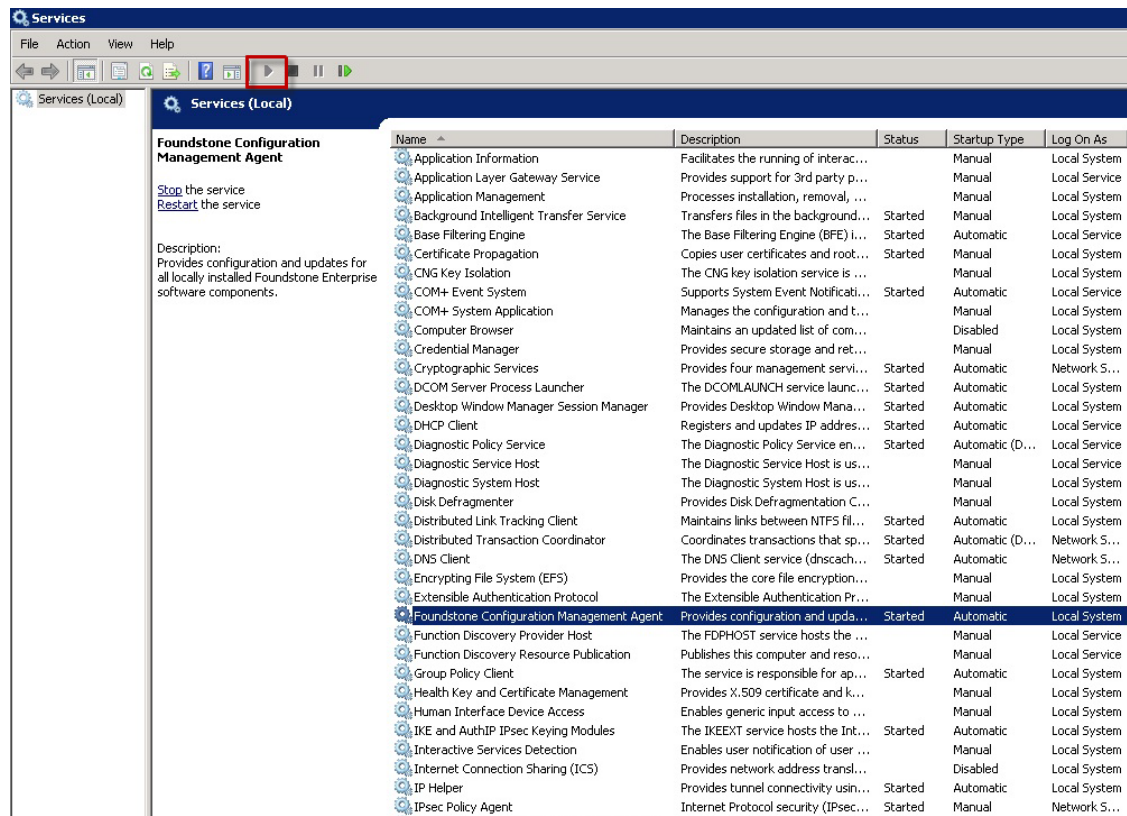 Services
File Action View Help
Services (Local)
Services (Local)
Foundstone Configuration
Management Agent
Stop the service
Restart the service
Description:
Provides configuration and updates for
all locally installed Foundstone Enterprise
software components.
Name Description Status Startup Type Log On As
Application Information Facilitates the running of interac... Manual Local System
Application Layer Gateway Service Provides support for 3rd party p... Manual Local Service
Application Management Processes installation, removal, ... Manual Local System
Background Intelligent Transfer Service Transfers files in the background... Started Manual Local System
Base Filtering Engine The Base Filtering Engine (BFE) i... Started Automatic Local Service
Certificate Propagation Copies user certificates and root... Started Manual Local System
CNG Key Isolation The CNG key isolation service is ... Manual Local System
COM+ Event System Supports System Event Notificati... Started Automatic Local Service
COM+ System Application Manages the configuration and t... Manual Local System
Computer Browser Maintains an updated list of com... Disabled Local System
Credential Manager Provides secure storage and ret... Manual Local System
Cryptographic Services Provides four management servi... Started Automatic Network S...
DCOM Server Process Launcher The DCOMLAUNCH service launc... Started Automatic Local System
Desktop Window Manager Session Manager Provides Desktop Window Mana... Started Automatic Local System
DHCP Client Registers and updates IP addres... Started Automatic Local Service
Diagnostic Policy Service The Diagnostic Policy Service en... Started Automatic (D... Local Service
Diagnostic Service Host The Diagnostic Service Host is us... Manual Local Service
Diagnostic System Host The Diagnostic System Host is us... Manual Local System
Disk Defragmenter Provides Disk Defragmentation C... Manual Local System
Distributed Link Tracking Client Maintains links between NTFS fil... Started Automatic Local System
Distributed Transaction Coordinator Coordinates transactions that sp... Started Automatic (D... Network S...
DNS Client The DNS Client service (dnscach... Started Automatic Network S...
Encrypting File System (EFS) Provides the core file encryption... Manual Local System
Extensible Authentication Protocol The Extensible Authentication Pr... Manual Local System
Foundstone Configuration Management Agent Provides configuration and upda... Started Automatic Local System
Function Discovery Provider Host The FDPHOST service hosts the ... Manual Local Service
Function Discovery Resource Publication Publishes this computer and reso... Manual Local Service
Group Policy Client The service is responsible for ap... Started Automatic Local System
Health Key and Certificate Management Provides X.509 certificate and k... Manual Local System
Human Interface Device Access Enables generic input access to ... Manual Local System
IKE and AuthIP IPsec Keying Modules The IKEEXT service hosts the Int... Started Automatic Local System
Interactive Services Detection Enables user notification of user ... Manual Local System
Internet Connection Sharing (ICS) Provides network address transl... Disabled Local System
IP Helper Provides tunnel connectivity usin... Started Automatic Local System
IPsec Policy Agent Internet Protocol security (IPsec... Started Manual Network S...